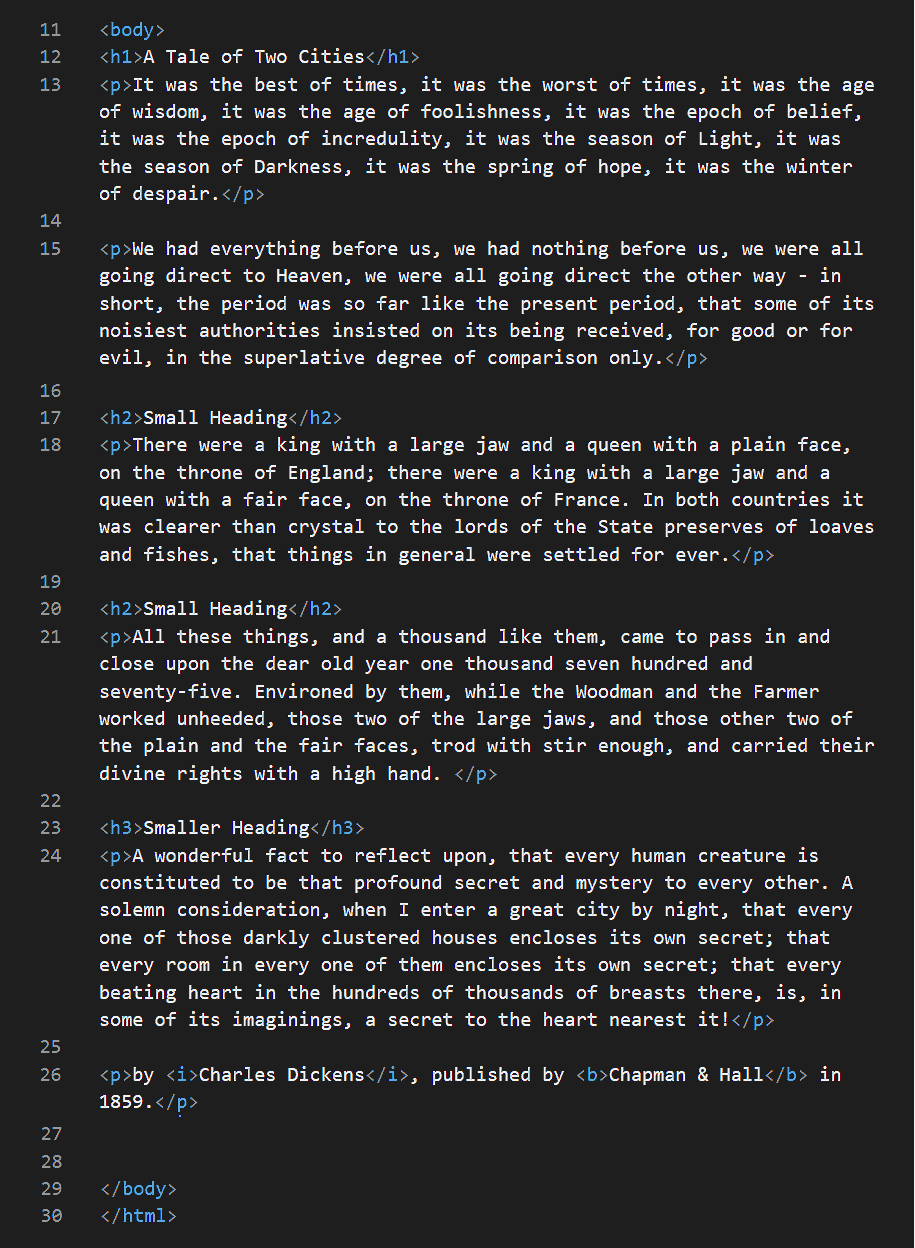 11 <body>
12 <h1>A Tale of Two Cities</h1>
13 <p>It was the best of times, it was the worst of times, it was the age
of wisdom, it was the age of foolishness, it was the epoch of belief,
it was the epoch of incredulity, it was the season of Light, it was
the season of Darkness, it was the spring of hope, it was the winter
of despair.</p>
14
15 <p>We had everything before us, we had nothing before us, we were all
going direct to Heaven, we were all going direct the other way - in
short, the period was so far like the present period, that some of its
noisiest authorities insisted on its being received, for good or for
evil, in the superlative degree of comparison only.</p>
16
17 <h2>Small Heading</h2>
18 <p>There were a king with a large jaw and a queen with a plain face,
on the throne of England; there were a king with a large jaw and a
queen with a fair face, on the throne of France. In both countries it
was clearer than crystal to the lords of the State preserves of loaves
and fishes, that things in general were settled for ever.</p>
19
20 <h2>Small Heading</h2>
21 <p>All these things, and a thousand like them, came to pass in and
close upon the dear old year one thousand seven hundred and
seventy-five. Environed by them, while the Woodman and the Farmer
worked unheeded, those two of the large jaws, and those other two of
the plain and the fair faces, trod with stir enough, and carried their
divine rights with a high hand. </p>
22
23 <h3>Smaller Heading</h3>
24 <p>A wonderful fact to reflect upon, that every human creature is
constituted to be that profound secret and mystery to every other. A
solemn consideration, when I enter a great city by night, that every
one of those darkly clustered houses encloses its own secret; that
every room in every one of them encloses its own secret; that every
beating heart in the hundreds of thousands of breasts there, is, in
some of its imaginings, a secret to the heart nearest it!</p>
25
26 <p>by <i>Charles Dickens</i>, published by <b>Chapman & Hall</b> in
1859.</p>
27
28
29 </body>
30 </html>